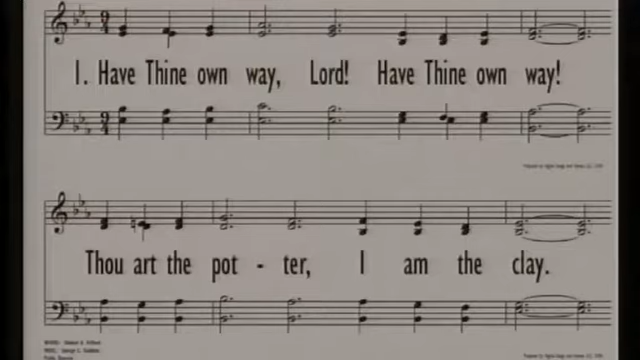 1. Have Thine own way, Lord! Have Thine own way!
Thou art the pot - ter, I am the clay.